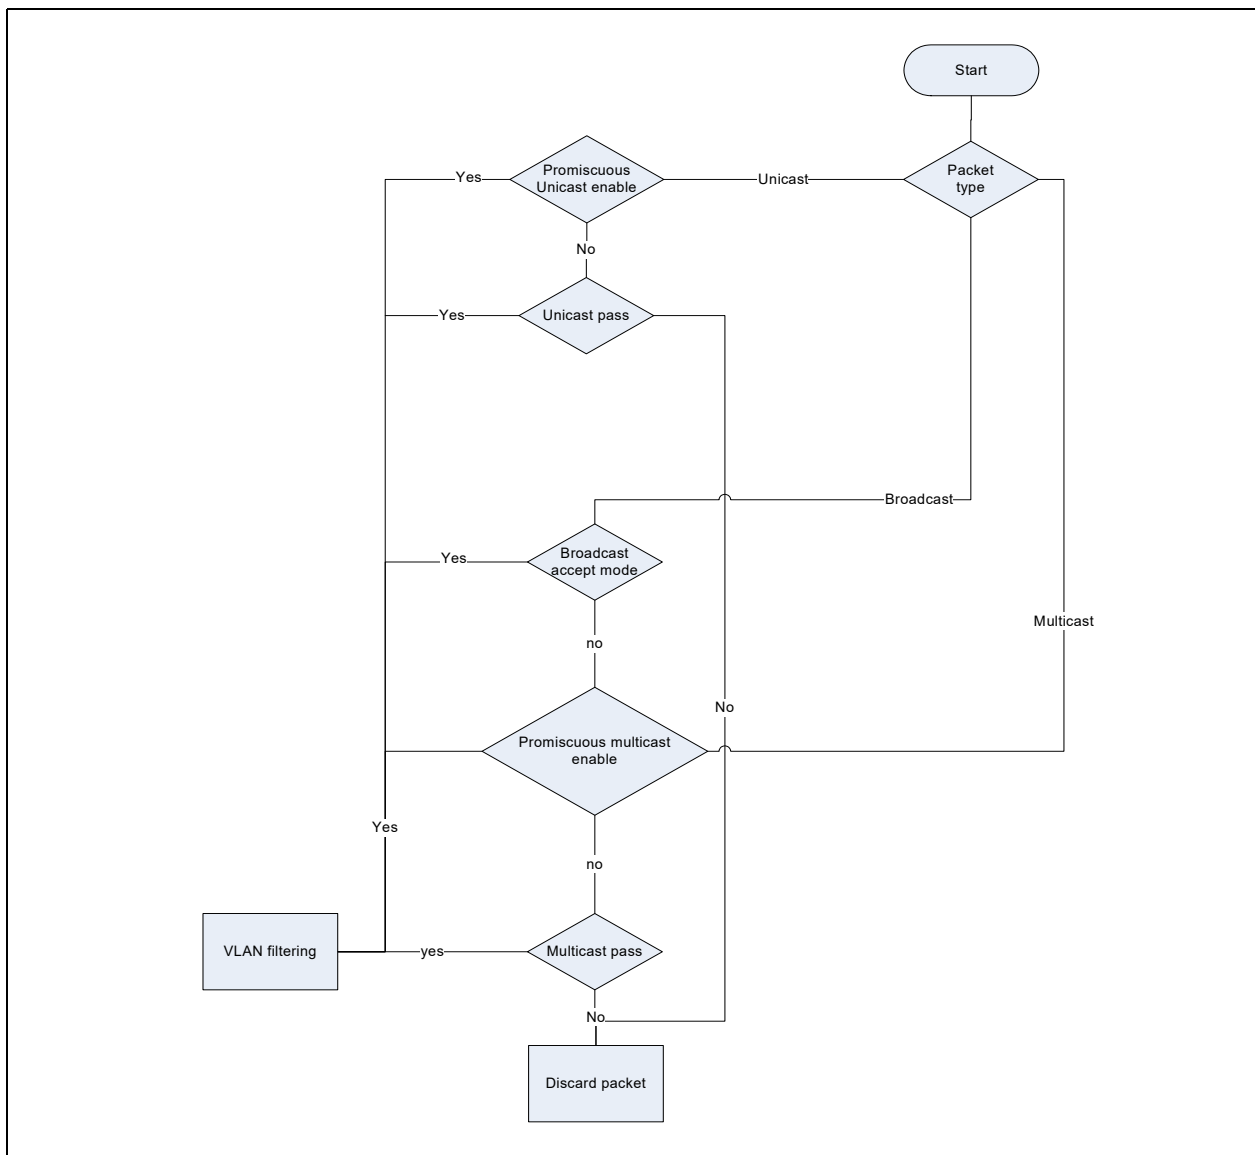 Start
Packet
type
Unicast
Promiscuous
Unicast enable
Yes
No
Unicast pass
Yes
Broadcast
Broadcast
accept mode
Yes
no
Multicast
No
Promiscuous multicast
enable
Yes
no
Multicast pass
yes
VLAN filtering
No
Discard packet